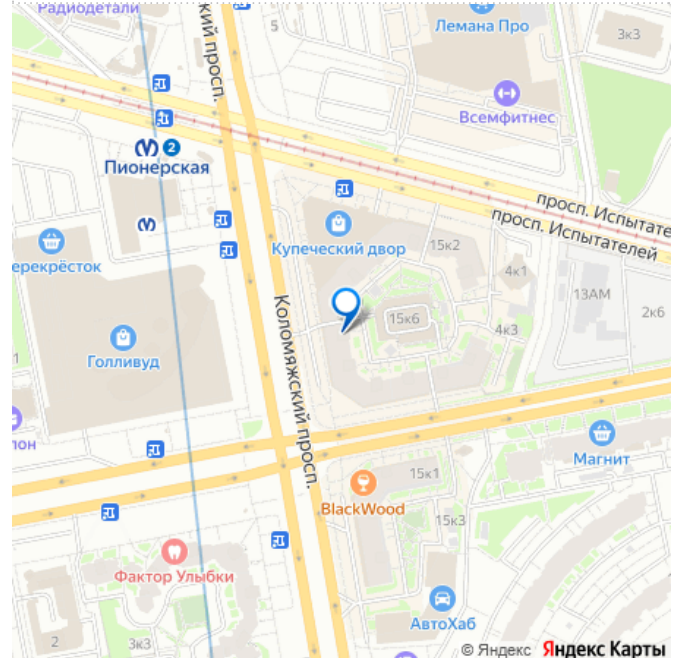 Радиодетали
5
Лемана Про
3к3
кий просп.
Всемфитнес
2
Пионерская
просп. Испытате
просп. Испытателей
Купеческий двор
15к2
ерекрёсток
4к1
13АМ
2к6
15к6
4к3
1
Голливуд
Коломяжский просп.
лон
Магнит
15к1
BlackWood
15к3
Фактор Улыбки
АвтоХаб
2
3к3
© Яндекс Яндекс Карты